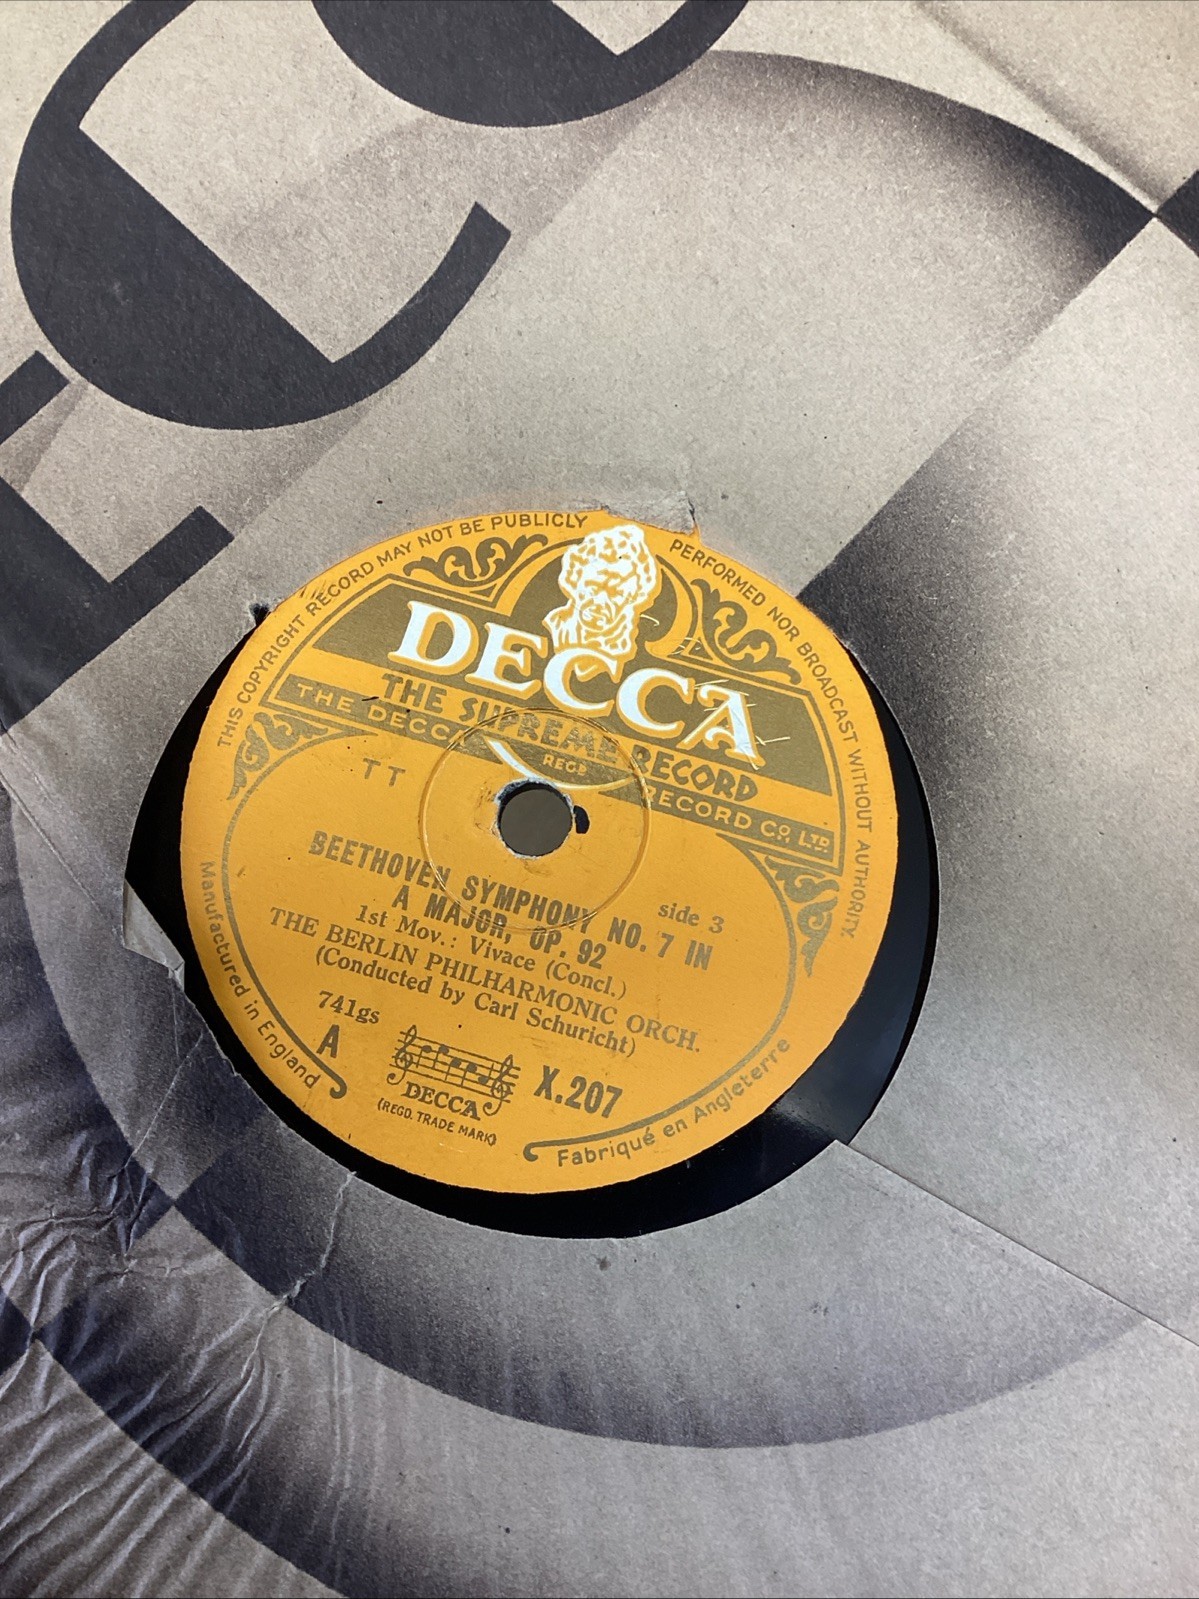 THIS COPYRIGHT RECORD MAY NOT BE PUBLICLY PERFORMED NOR BROADCAST WITHOUT AUTHORITY.
DECCA
THE SUPREME RECORD
THE DECCA RECORD CO. LTD.
REGD
TT
side 3
BEETHOVEN SYMPHONY NO. 7 IN
A MAJOR, OP. 92
1st Mov.: Vivace (Concl.)
THE BERLIN PHILHARMONIC ORCH.
(Conducted by Carl Schuricht)
741gs
A
DECCA
(REGD. TRADE MARK)
X.207
Manufactured in England
Fabriqué en Angleterre